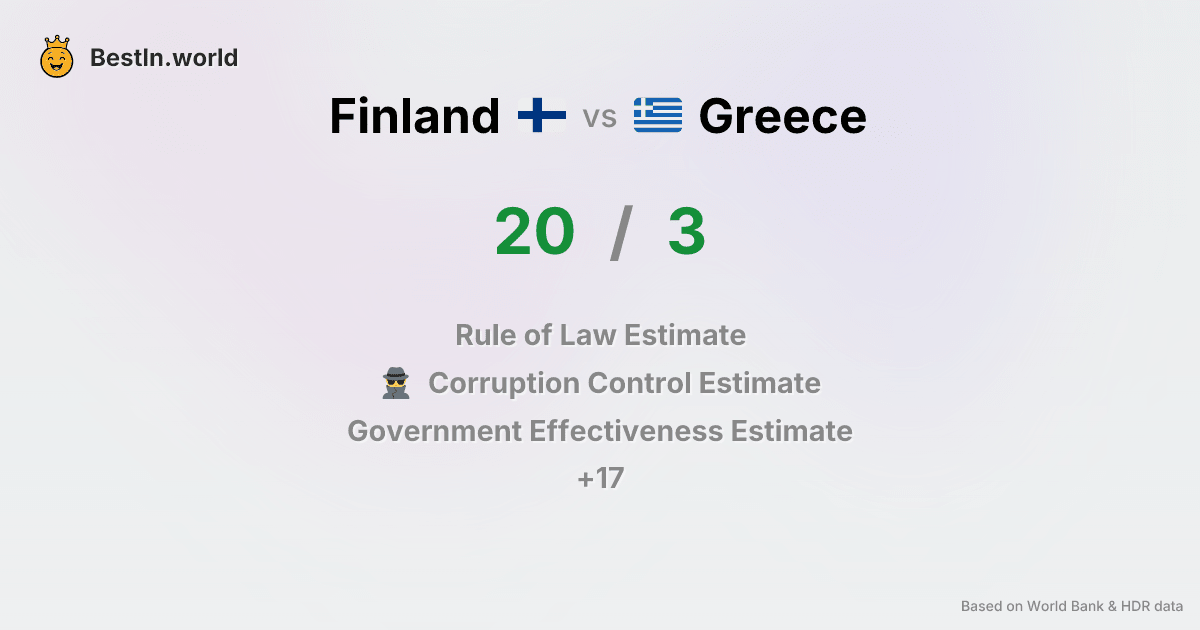 BestIn.world
Finland vs Greece
20 / 3
Rule of Law Estimate
Corruption Control Estimate
Government Effectiveness Estimate
+17
Based on World Bank & HDR data